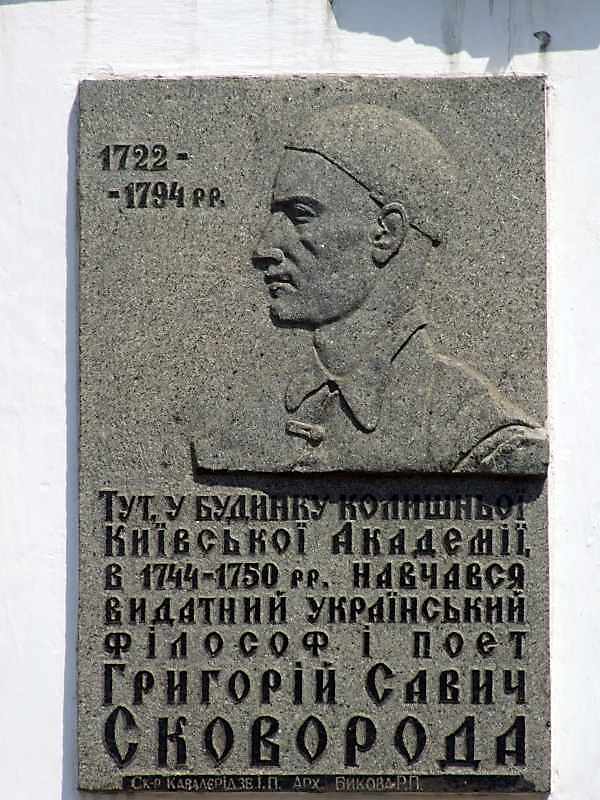 1722 -
- 1794 рр.
Тут, у будинку колишньої
Київської Академії,
в 1744-1750 рр. навчався
видатний український
філософ і поет
Григорій Савич
Сковорода
Ск-р Кавалерідзе І.П. Арх. Бикова Р.П.